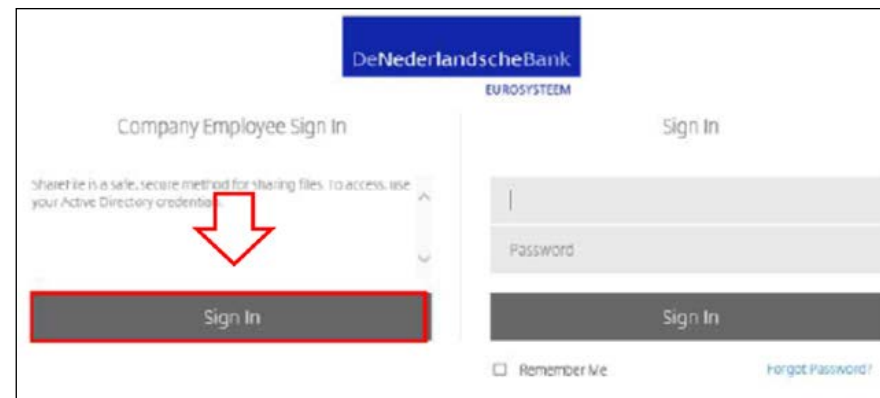 DeNederlandscheBank
EUROSYSTEEM
Company Employee Sign In
ShareFile is a safe, secure method for sharing files. To access, use
your Active Directory
Sign In
Sign In
Password
Sign In
Remember Me
Forgot Password?